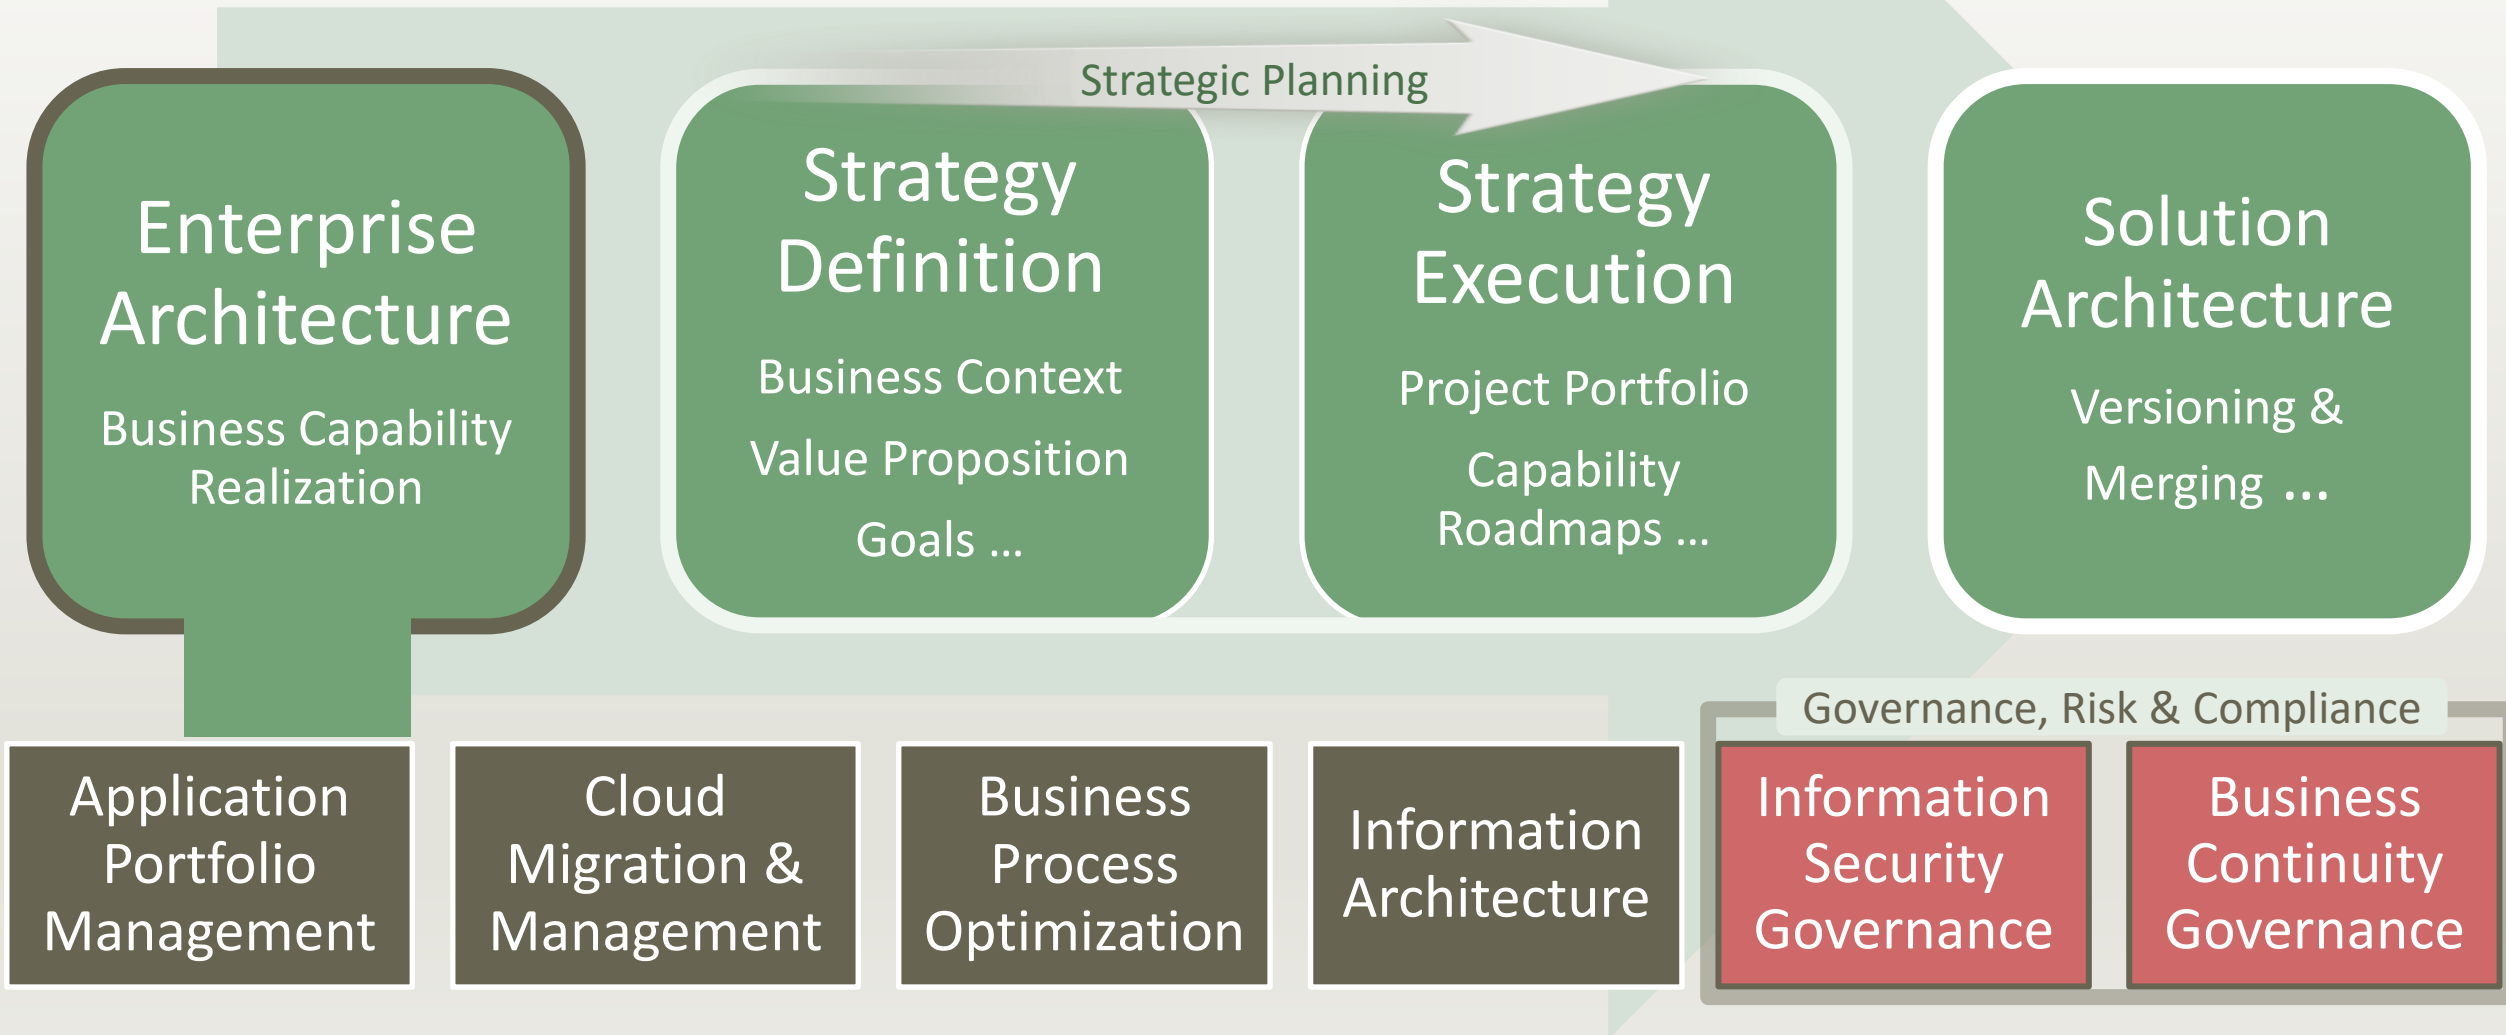 Strategic Planning
Enterprise
Architecture
Business Capability
Realization
Strategy
Definition
Business Context
Value Proposition
Goals ...
Strategy
Execution
Project Portfolio
Capability
Roadmaps ...
Solution
Architecture
Versioning &
Merging ...
Governance, Risk & Compliance
Application
Portfolio
Management
Cloud
Migration &
Management
Business
Process
Optimization
Information
Architecture
Information
Security
Governance
Business
Continuity
Governance